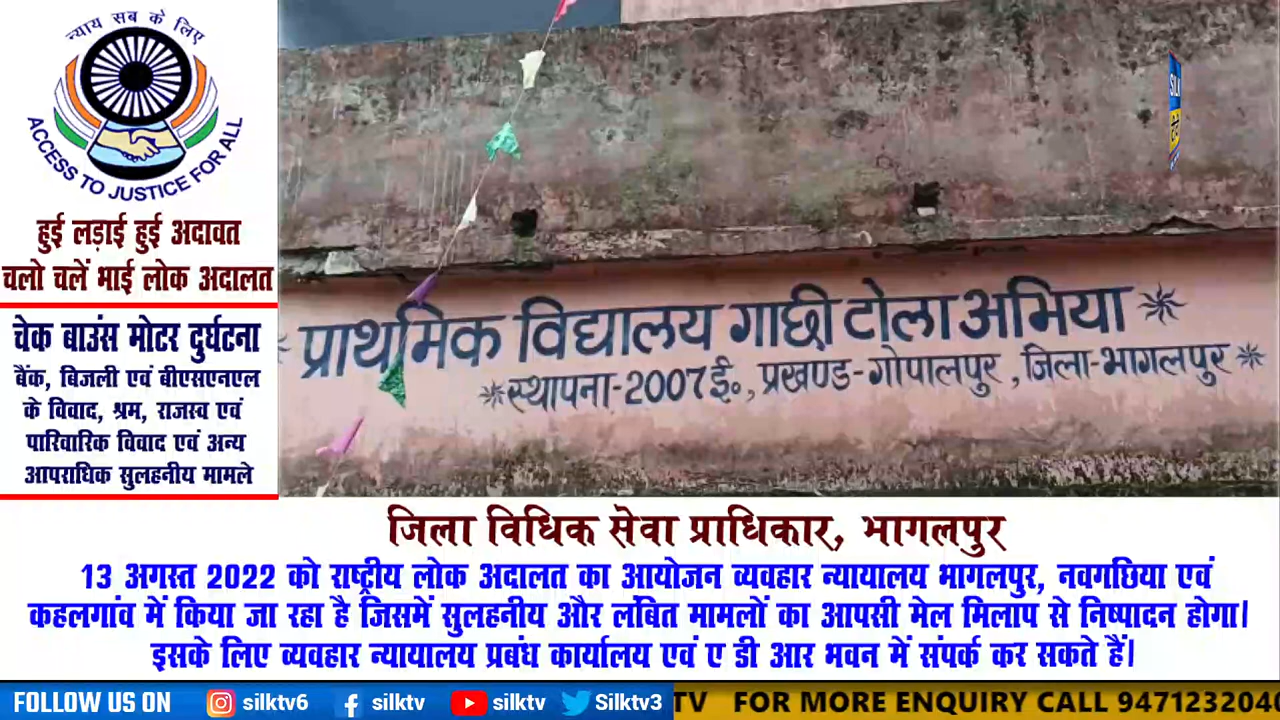 न्याय सब के लिए
ACCESS TO JUSTICE FOR ALL
हुई लड़ाई हुई अदावत
चलो चलें भाई लोक अदालत
चेक बाउंस मोटर दुर्घटना
बैंक, बिजली एवं बीएसएनएल
के विवाद, श्रम, राजस्व एवं
पारिवारिक विवाद एवं अन्य
आपराधिक सुलहनीय मामले
प्राथमिक विद्यालय गाछी टोला अभिया
स्थापना-2007ई०, प्रखण्ड-गोपालपुर, जिला-भागलपुर
जिला विधिक सेवा प्राधिकार, भागलपुर
13 अगस्त 2022 को राष्ट्रीय लोक अदालत का आयोजन व्यवहार न्यायालय भागलपुर, नवगछिया एवं
कहलगांव में किया जा रहा है जिसमें सुलहनीय और लंबित मामलों का आपसी मेल मिलाप से निष्पादन होगा।
इसके लिए व्यवहार न्यायालय प्रबंध कार्यालय एवं ए डी आर भवन में संपर्क कर सकते हैं।
FOLLOW US ON silktv6 silktv silktv Silktv3 TV FOR MORE ENQUIRY CALL 947123204